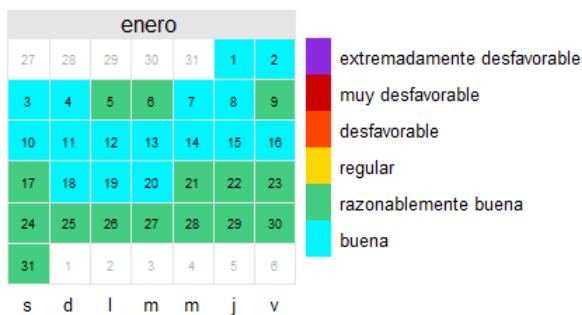 enero
27 28 29 30 31 1 2
3 4 5 6 7 8 9
10 11 12 13 14 15 16
17 18 19 20 21 22 23
24 25 26 27 28 29 30
31 1 2 3 4 5 6
s d l m m j v
extremadamente desfavorable
muy desfavorable
desfavorable
regular
razonablemente buena
buena